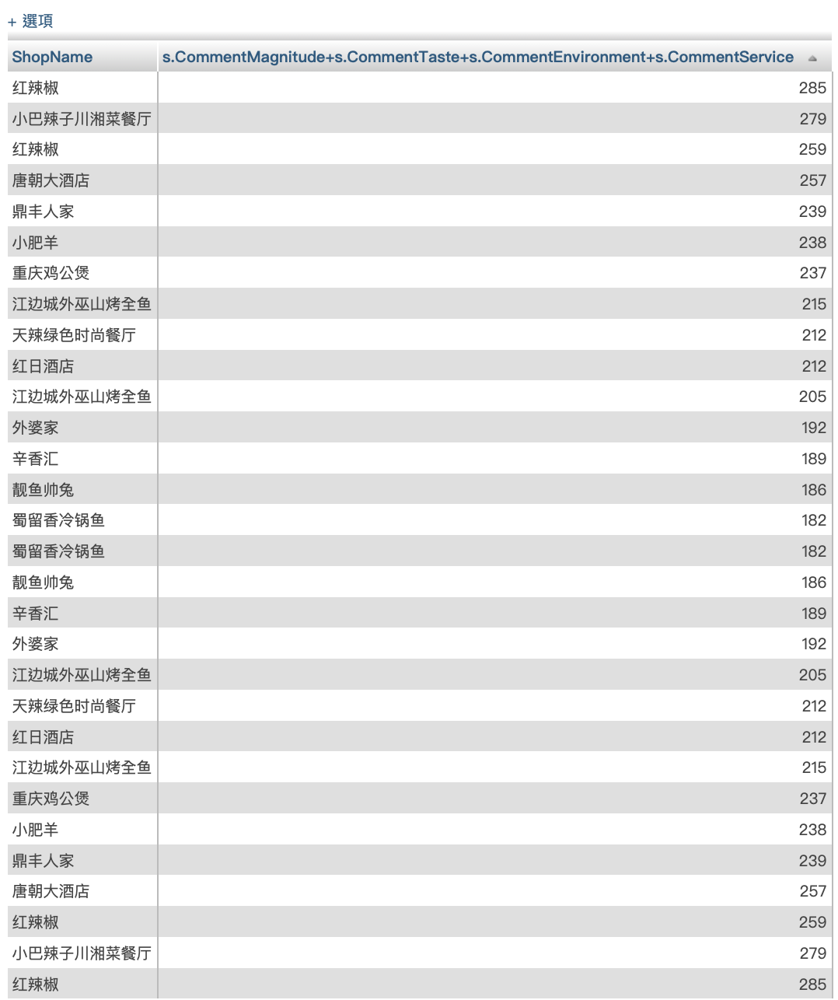 + 選項
ShopName s.CommentMagnitude+s.CommentTaste+s.CommentEnvironment+s.CommentService
红辣椒 285
小巴辣子川湘菜餐厅 279
红辣椒 259
唐朝大酒店 257
鼎丰人家 239
小肥羊 238
重庆鸡公煲 237
江边城外巫山烤全鱼 215
天辣绿色时尚餐厅 212
红日酒店 212
江边城外巫山烤全鱼 205
外婆家 192
辛香汇 189
靓鱼帅兔 186
蜀留香冷锅鱼 182
蜀留香冷锅鱼 182
靓鱼帅兔 186
辛香汇 189
外婆家 192
江边城外巫山烤全鱼 205
天辣绿色时尚餐厅 212
红日酒店 212
江边城外巫山烤全鱼 215
重庆鸡公煲 237
小肥羊 238
鼎丰人家 239
唐朝大酒店 257
红辣椒 259
小巴辣子川湘菜餐厅 279
红辣椒 285